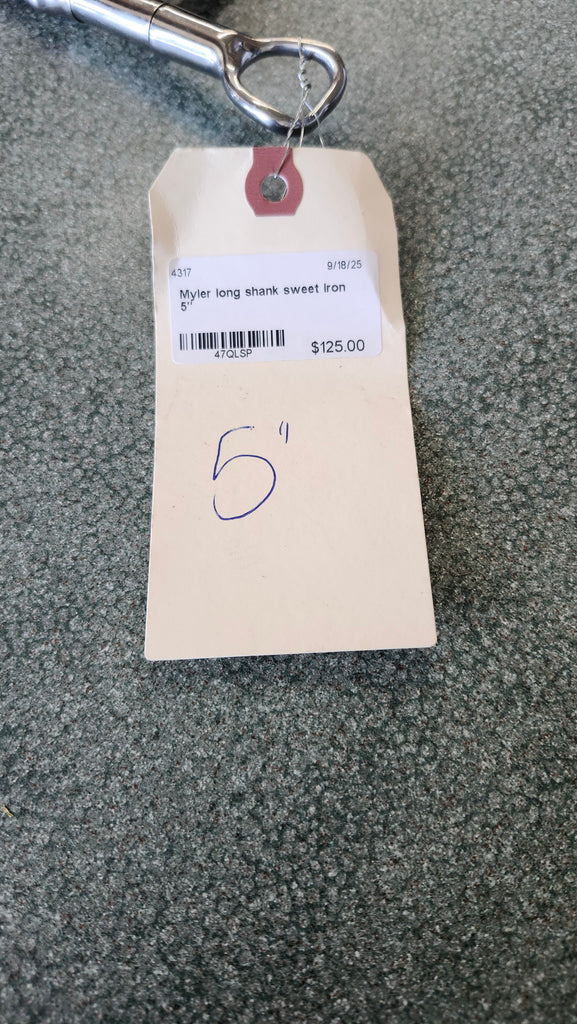 4317 9/18/25
Myler long shank sweet iron
5"
47QLSP $125.00
5"